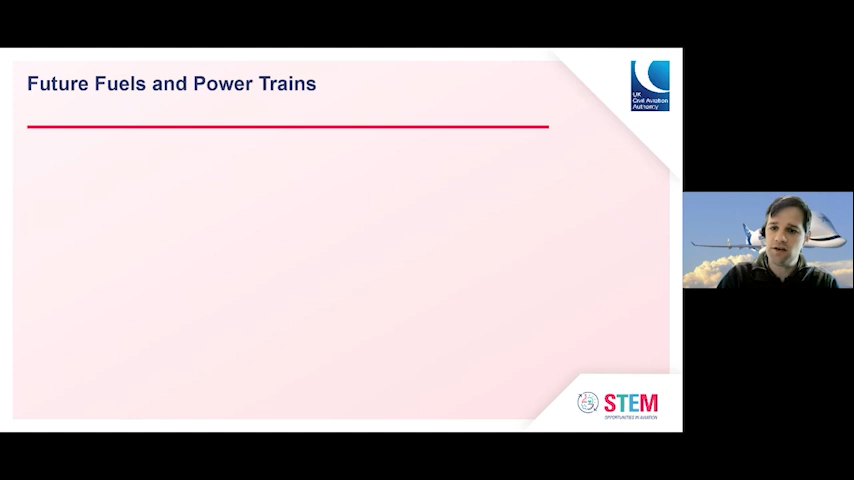 Future Fuels and Power Trains
UK
Civil Aviation
Authority
STEM
OPPORTUNITIES IN AVIATION